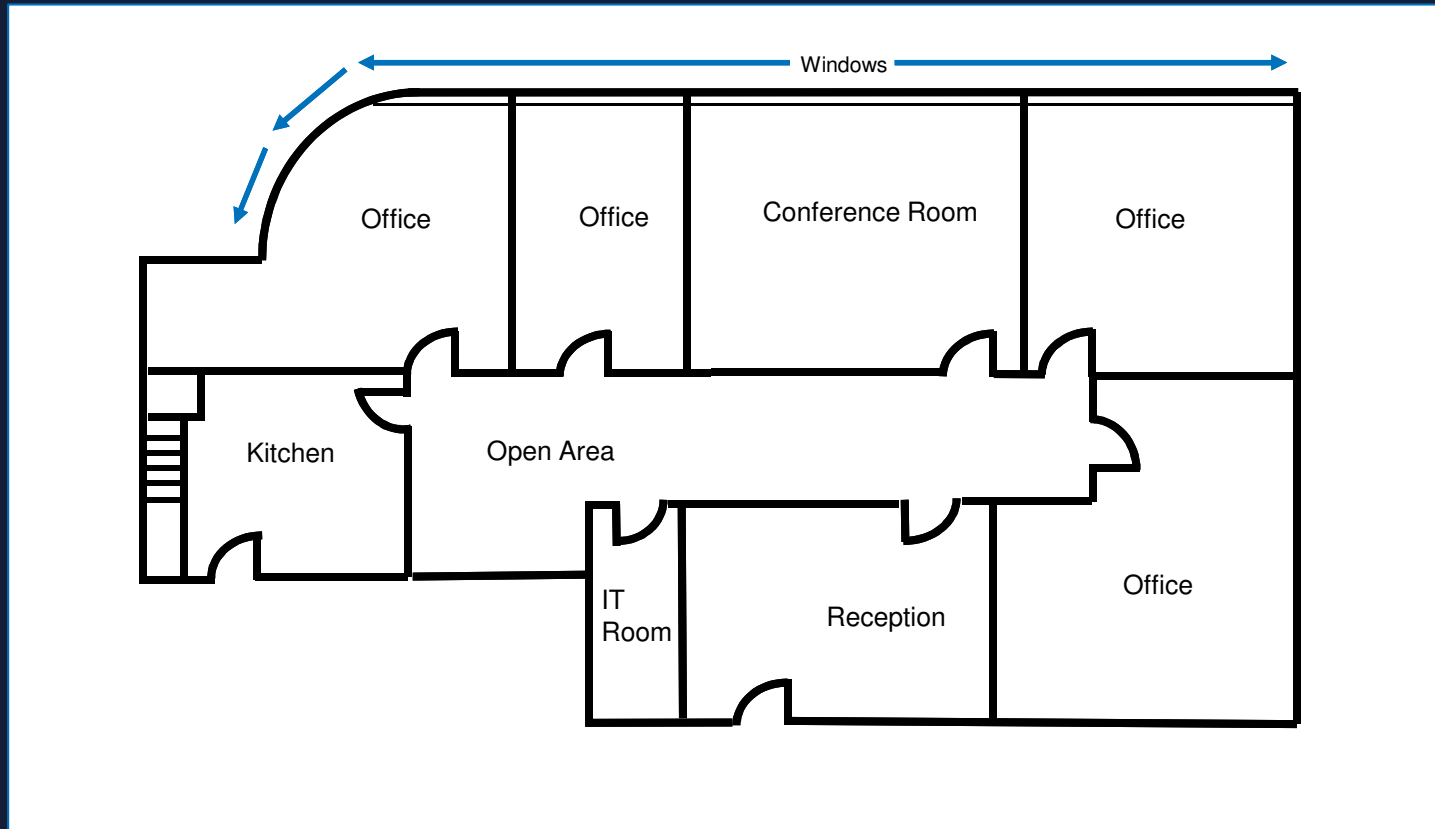 Windows
Office
Office
Conference Room
Office
Kitchen
Open Area
IT
Room
Reception
Office